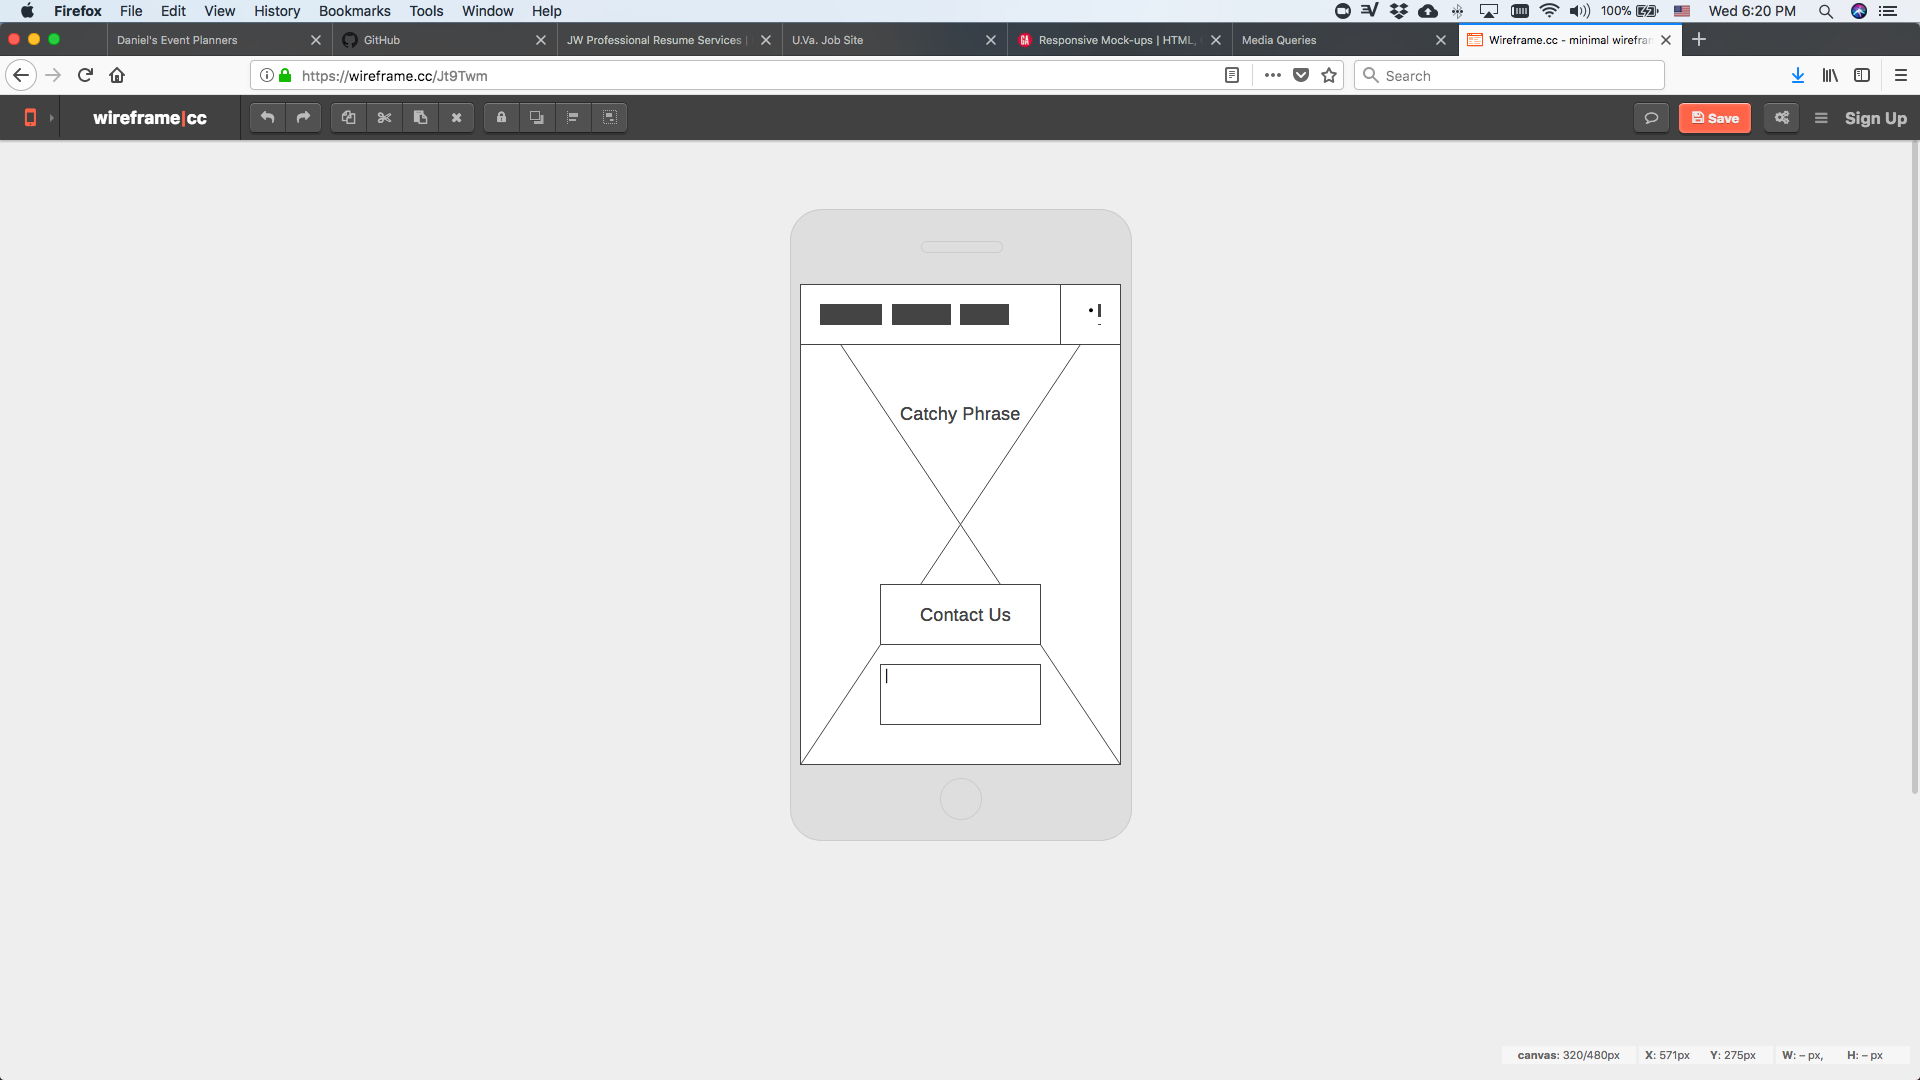 Firefox File Edit View History Bookmarks Tools Window Help 100% Wed 6:20 PM
Daniel's Event Planners GitHub JW Professional Resume Services | U.Va. Job Site GA Responsive Mock-ups | HTML, Media Queries Wireframe.cc - minimal wirefra
https://wireframe.cc/Jt9Twm Search
wireframe|cc Save Sign Up
Catchy Phrase
Contact Us
canvas: 320/480px X: 571px Y: 275px W: – px, H: – px